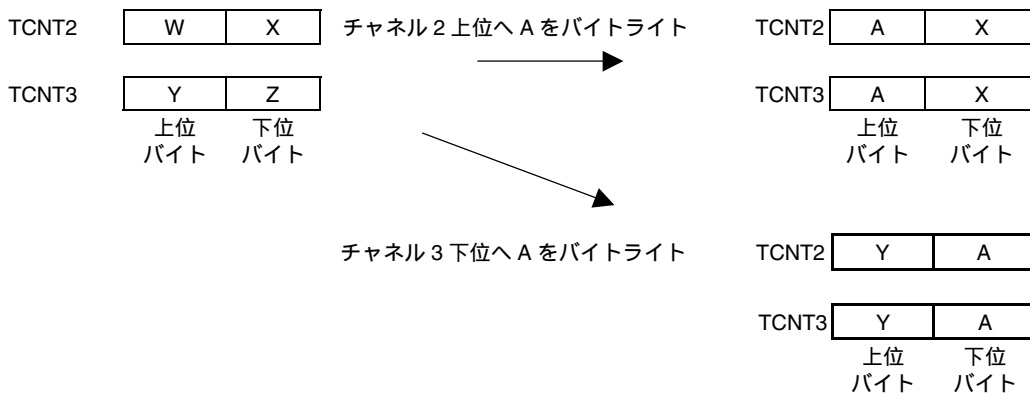 TCNT2 W X チャネル 2 上位へ A をバイトライト TCNT2 A X
TCNT3 Y Z TCNT3 A X
上位 下位 上位 下位
バイト バイト バイト バイト
チャネル 3 下位へ A をバイトライト TCNT2 Y A
TCNT3 Y A
上位 下位
バイト バイト